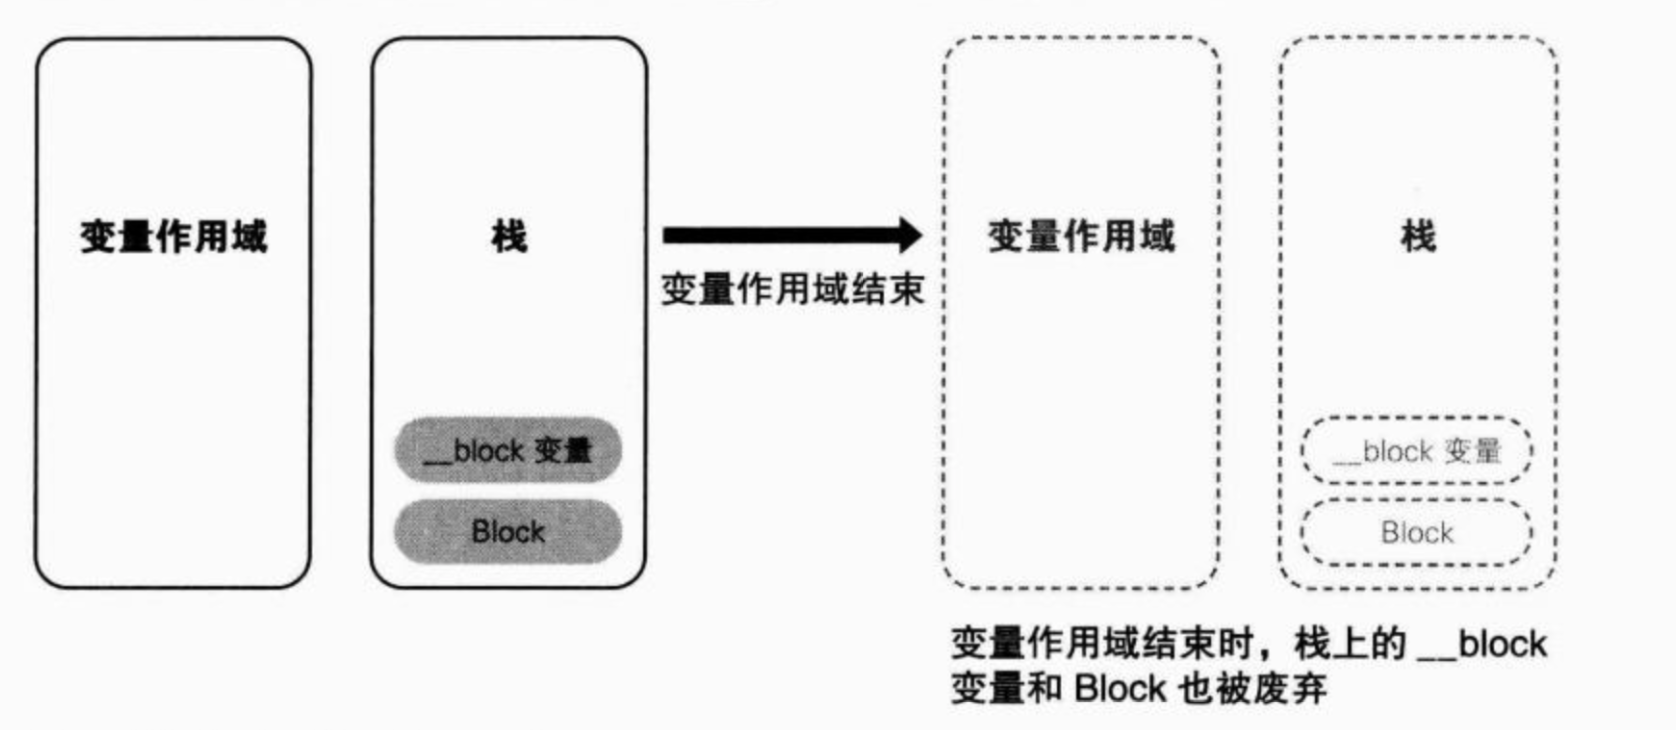 变量作用域
栈
变量作用域结束
变量作用域
栈
__block 变量
Block
__block 变量
Block
变量作用域结束时，栈上的 __block
变量和 Block 也被废弃